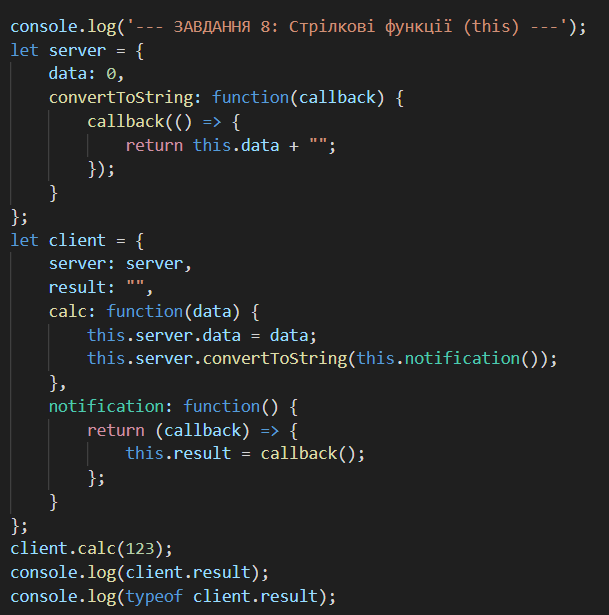 console.log('--- ЗАВДАННЯ 8: Стрілкові функції (this) ---');
let server = {
    data: 0,
    convertToString: function(callback) {
        callback(() => {
            return this.data + "";
        });
    }
};
let client = {
    server: server,
    result: "",
    calc: function(data) {
        this.server.data = data;
        this.server.convertToString(this.notification());
    },
    notification: function() {
        return (callback) => {
            this.result = callback();
        };
    }
};
client.calc(123);
console.log(client.result);
console.log(typeof client.result);